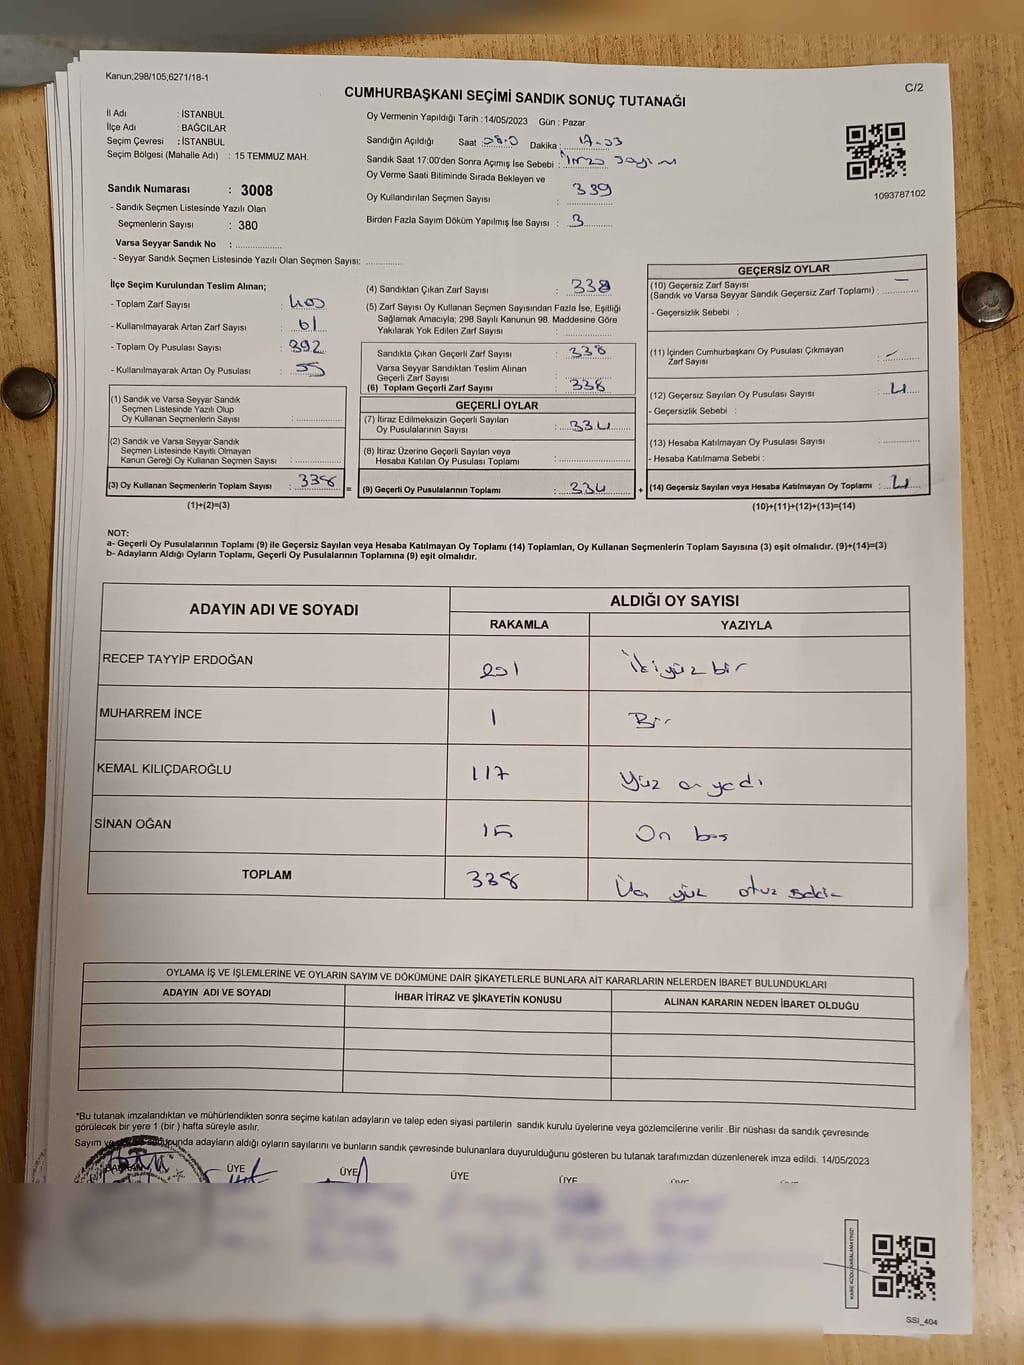 Kanun;298/105;6271/18-1
C/2
CUMHURBAŞKANI SEÇİMİ SANDIK SONUÇ TUTANAĞI
İl Adı : İSTANBUL
İlçe Adı : BAĞCILAR
Seçim Çevresi : İSTANBUL
Seçim Bölgesi (Mahalle Adı) : 15 TEMMUZ MAH.
Sandık Numarası : 3008
- Sandık Seçmen Listesinde Yazılı Olan
Seçmenlerin Sayısı : 380
Varsa Seyyar Sandık No :
- Seyyar Sandık Seçmen Listesinde Yazılı Olan Seçmen Sayısı:
Oy Vermenin Yapıldığı Tarih : 14/05/2023 Gün : Pazar
Sandığın Açıldığı Saat : Dakika : 17-03
Sandık Saat 17:00'den Sonra Açımış İse Sebebi : İmza Sayım
Oy Verme Saati Bitiminde Sırada Bekleyen ve
Oy Kullandırılan Seçmen Sayısı : 339
Birden Fazla Sayım Döküm Yapılmış İse Sayısı : 3
1093787102
İlçe Seçim Kurulundan Teslim Alınan;
- Toplam Zarf Sayısı : 400
- Kullanılmayarak Artan Zarf Sayısı : 61
- Toplam Oy Pusulası Sayısı : 392
- Kullanılmayarak Artan Oy Pusulası : 55
(1) Sandık ve Varsa Seyyar Sandık
Seçmen Listesinde Yazılı Olup
Oy Kullanan Seçmenlerin Sayısı :
(2) Sandık ve Varsa Seyyar Sandık
Seçmen Listesinde Kayıtlı Olmayan
Kanun Gereği Oy Kullanan Seçmen Sayısı :
(3) Oy Kullanan Seçmenlerin Toplam Sayısı : 338
(1)+(2)=(3)
(4) Sandıktan Çıkan Zarf Sayısı : 338
(5) Zarf Sayısı Oy Kullanan Seçmen Sayısından Fazla İse, Eşitliği
Sağlamak Amacıyla; 298 Sayılı Kanunun 98. Maddesine Göre
Yakılarak Yok Edilen Zarf Sayısı :
Sandıkta Çıkan Geçerli Zarf Sayısı : 338
Varsa Seyyar Sandıktan Teslim Alınan
Geçerli Zarf Sayısı :
(6) Toplam Geçerli Zarf Sayısı : 338
GEÇERLİ OYLAR
(7) İtiraz Edilmeksizin Geçerli Sayılan
Oy Pusulalarının Sayısı : 334
(8) İtiraz Üzerine Geçerli Sayılan veya
Hesaba Katılan Oy Pusulası Toplamı :
= (9) Geçerli Oy Pusulalarının Toplamı : 334 +
GEÇERSİZ OYLAR
(10) Geçersiz Zarf Sayısı
(Sandık ve Varsa Seyyar Sandık Geçersiz Zarf Toplamı) : —
- Geçersizlik Sebebi :
(11) İçinden Cumhurbaşkanı Oy Pusulası Çıkmayan
Zarf Sayısı : —
(12) Geçersiz Sayılan Oy Pusulası Sayısı : 4
- Geçersizlik Sebebi :
(13) Hesaba Katılmayan Oy Pusulası Sayısı :
- Hesaba Katılmama Sebebi :
(14) Geçersiz Sayılan veya Hesaba Katılmayan Oy Toplamı : 4
(10)+(11)+(12)+(13)=(14)
NOT:
a- Geçerli Oy Pusulalarının Toplamı (9) ile Geçersiz Sayılan veya Hesaba Katılmayan Oy Toplamı (14) Toplamları, Oy Kullanan Seçmenlerin Toplam Sayısına (3) eşit olmalıdır. (9)+(14)=(3)
b- Adayların Aldığı Oyların Toplamı, Geçerli Oy Pusulalarının Toplamına (9) eşit olmalıdır.
ADAYIN ADI VE SOYADI
ALDIĞI OY SAYISI
RAKAMLA YAZIYLA
RECEP TAYYİP ERDOĞAN 201 İkiyüz bir
MUHARREM İNCE 1 Bir
KEMAL KILIÇDAROĞLU 117 Yüz on yedi
SİNAN OĞAN 15 On beş
TOPLAM 338 Üç yüz otuz sekiz
OYLAMA İŞ VE İŞLEMLERİNE VE OYLARIN SAYIM VE DÖKÜMÜNE DAİR ŞİKAYETLERLE BUNLARA AİT KARARLARIN NELERDEN İBARET BULUNDUKLARI
ADAYIN ADI VE SOYADI İHBAR İTİRAZ VE ŞİKAYETİN KONUSU ALINAN KARARIN NEDEN İBARET OLDUĞU
*Bu tutanak imzalandıktan ve mühürlendikten sonra seçime katılan adayların ve talep eden siyasi partilerin sandık kurulu üyelerine veya gözlemcilerine verilir .Bir nüshası da sandık çevresinde
görülecek bir yere 1 (bir ) hafta süreyle asılır.
Sayım ve adayların aldığı oyların sayılarını ve bunların sandık çevresinde bulunanlara duyurulduğunu gösteren bu tutanak tarafımızdan düzenlenerek imza edildi. 14/05/2023
BAŞKAN ÜYE ÜYE ÜYE ÜYE
KARE KODU KARALAMAYINIZ!
SSI_404